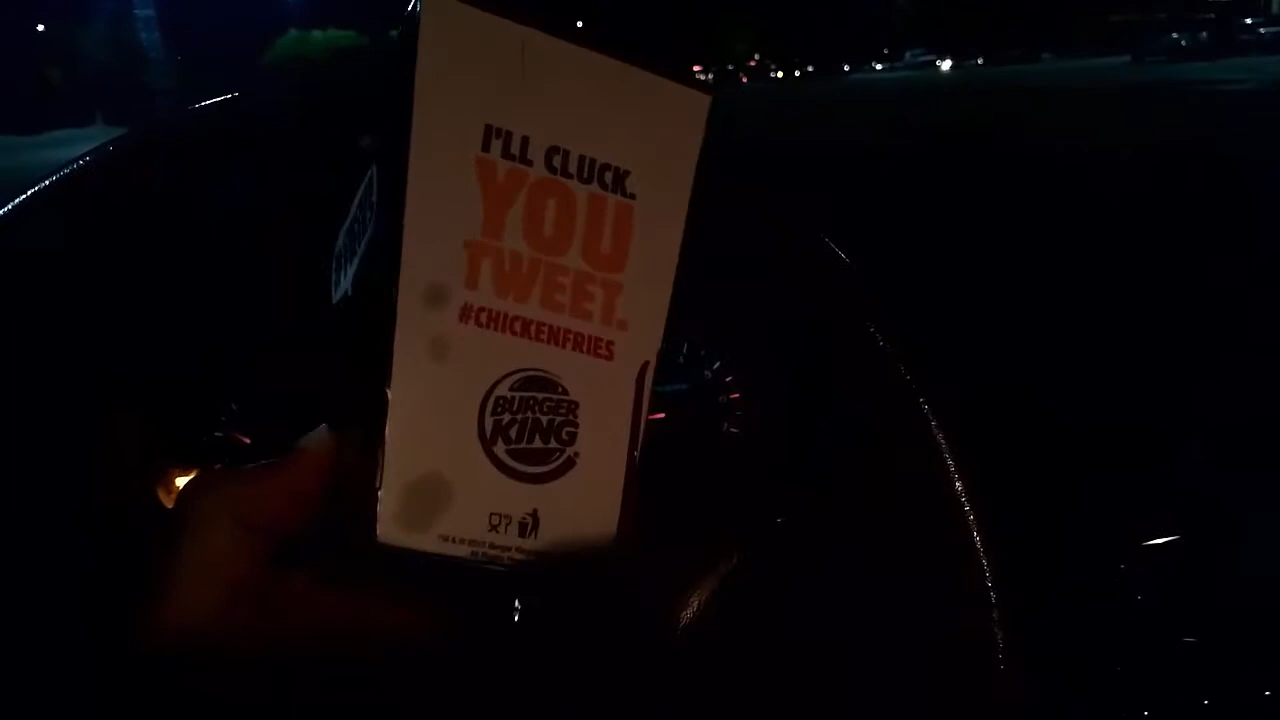 I'LL CLUCK.
YOU
TWEET.
#CHICKENFRIES
BURGER
KING